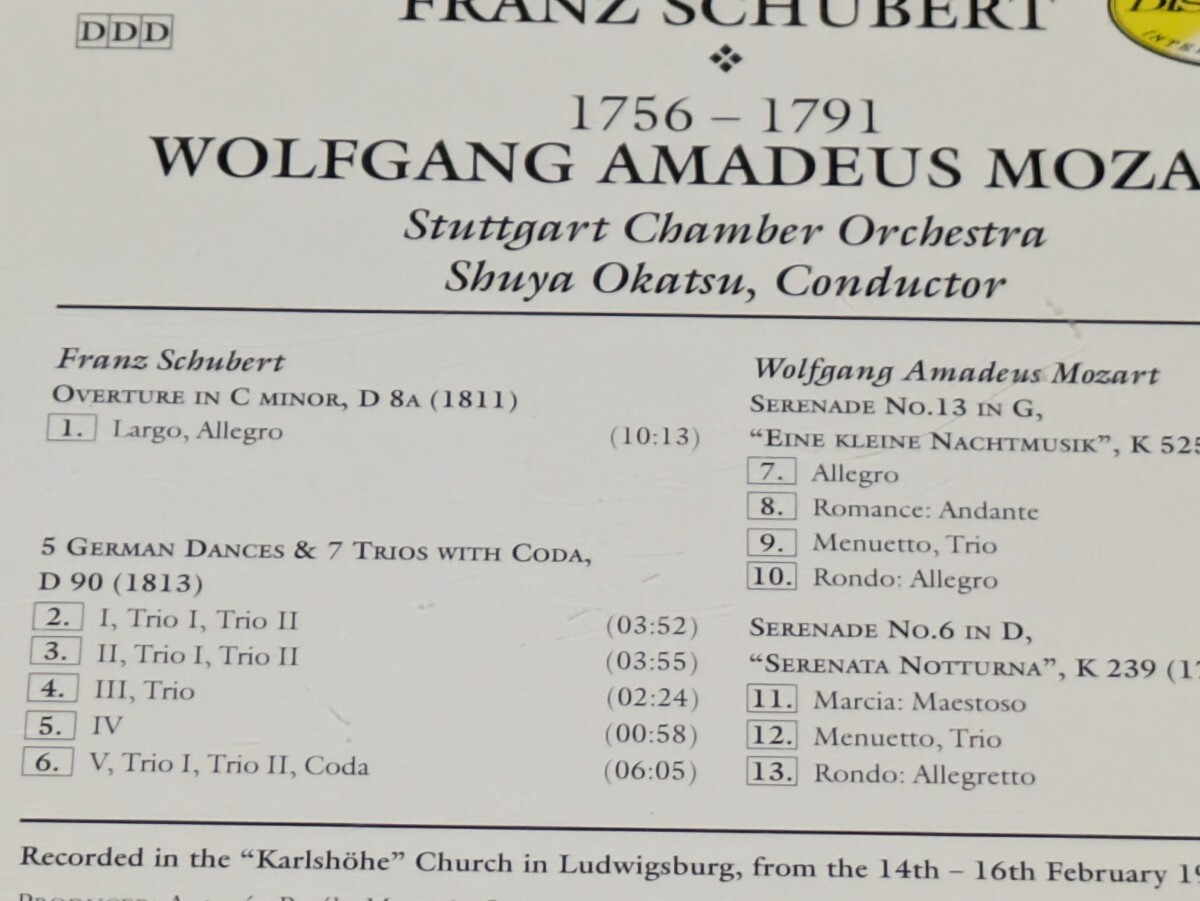 DDD
FRANZ SCHUBERT
1756 – 1791
WOLFGANG AMADEUS MOZA
Stuttgart Chamber Orchestra
Shuya Okatsu, Conductor
Franz Schubert
OVERTURE IN C MINOR, D 8A (1811)
1. Largo, Allegro (10:13)
5 GERMAN DANCES & 7 TRIOS WITH CODA,
D 90 (1813)
2. I, Trio I, Trio II (03:52)
3. II, Trio I, Trio II (03:55)
4. III, Trio (02:24)
5. IV (00:58)
6. V, Trio I, Trio II, Coda (06:05)
Wolfgang Amadeus Mozart
SERENADE NO.13 IN G,
“EINE KLEINE NACHTMUSIK”, K 525
7. Allegro
8. Romance: Andante
9. Menuetto, Trio
10. Rondo: Allegro
SERENADE NO.6 IN D,
“SERENATA NOTTURNA”, K 239 (17
11. Marcia: Maestoso
12. Menuetto, Trio
13. Rondo: Allegretto
Recorded in the “Karlshöhe” Church in Ludwigsburg, from the 14th – 16th February 19